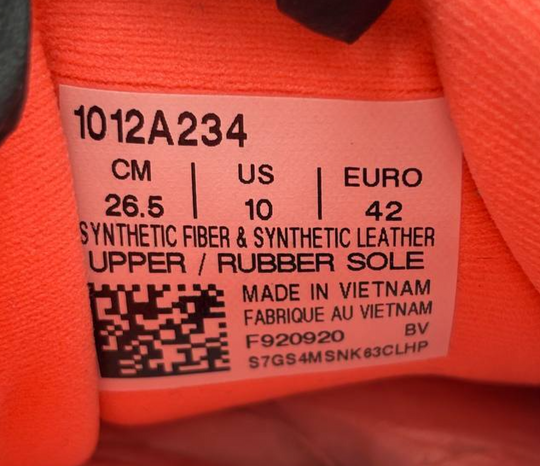 1012A234
CM | US | EURO
26.5 | 10 | 42
SYNTHETIC FIBER & SYNTHETIC LEATHER
UPPER / RUBBER SOLE
MADE IN VIETNAM
FABRIQUE AU VIETNAM
F920920 BV
S7GS4MSNK63CLHP